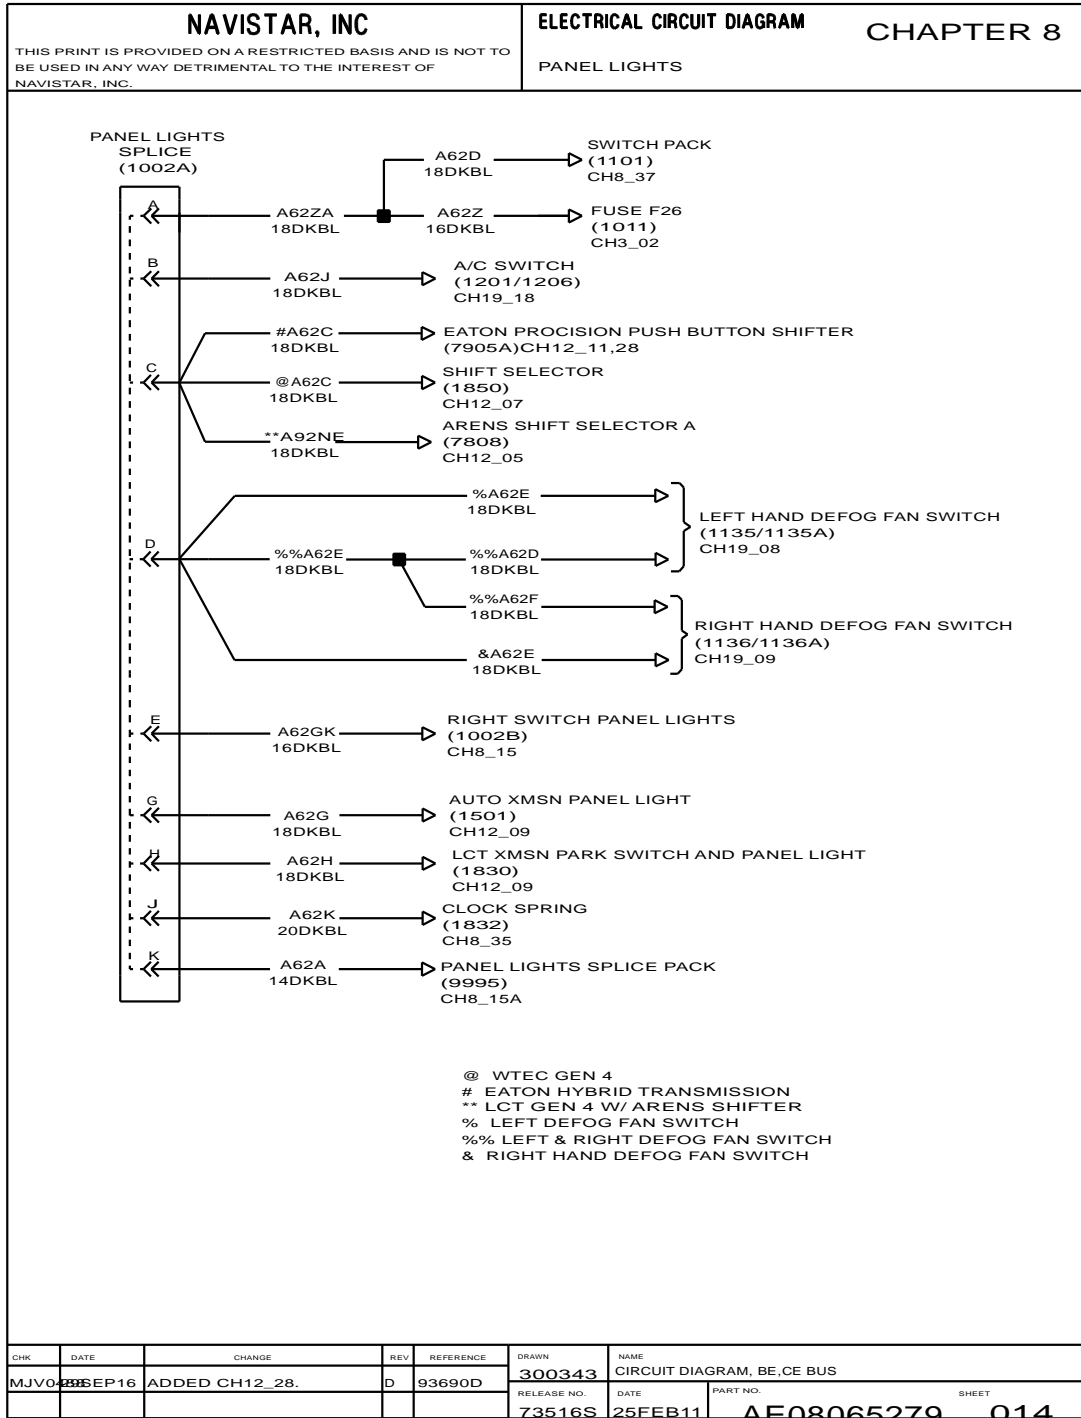 NAVISTAR, INC
THIS PRINT IS PROVIDED ON A RESTRICTED BASIS AND IS NOT TO
BE USED IN ANY WAY DETRIMENTAL TO THE INTEREST OF
NAVISTAR, INC.
ELECTRICAL CIRCUIT DIAGRAM
CHAPTER 8
PANEL LIGHTS
PANEL LIGHTS
SPLICE
(1002A)
A62D
18DKBL
SWITCH PACK
(1101)
CH8_37
A
A62ZA
18DKBL
A62Z
16DKBL
FUSE F26
(1011)
CH3_02
B
A62J
18DKBL
A/C SWITCH
(1201/1206)
CH19_18
#A62C
18DKBL
EATON PROCISION PUSH BUTTON SHIFTER
(7905A)CH12_11,28
C
@A62C
18DKBL
SHIFT SELECTOR
(1850)
CH12_07
**A92NE
18DKBL
ARENS SHIFT SELECTOR A
(7808)
CH12_05
%A62E
18DKBL
LEFT HAND DEFOG FAN SWITCH
(1135/1135A)
CH19_08
D
%%A62E
18DKBL
%%A62D
18DKBL
%%A62F
18DKBL
RIGHT HAND DEFOG FAN SWITCH
(1136/1136A)
CH19_09
&A62E
18DKBL
E
A62GK
16DKBL
RIGHT SWITCH PANEL LIGHTS
(1002B)
CH8_15
G
A62G
18DKBL
AUTO XMSN PANEL LIGHT
(1501)
CH12_09
H
A62H
18DKBL
LCT XMSN PARK SWITCH AND PANEL LIGHT
(1830)
CH12_09
J
A62K
20DKBL
CLOCK SPRING
(1832)
CH8_35
K
A62A
14DKBL
PANEL LIGHTS SPLICE PACK
(9995)
CH8_15A
@ WTEC GEN 4
# EATON HYBRID TRANSMISSION
** LCT GEN 4 W/ ARENS SHIFTER
% LEFT DEFOG FAN SWITCH
%% LEFT & RIGHT DEFOG FAN SWITCH
& RIGHT HAND DEFOG FAN SWITCH
CHK DATE CHANGE REV REFERENCE
ADDED CH12_28. D 93690D
DRAWN
300343
NAME
CIRCUIT DIAGRAM, BE,CE BUS
RELEASE NO.
73516S
DATE
25FEB11
PART NO.
AE08065279
SHEET
014